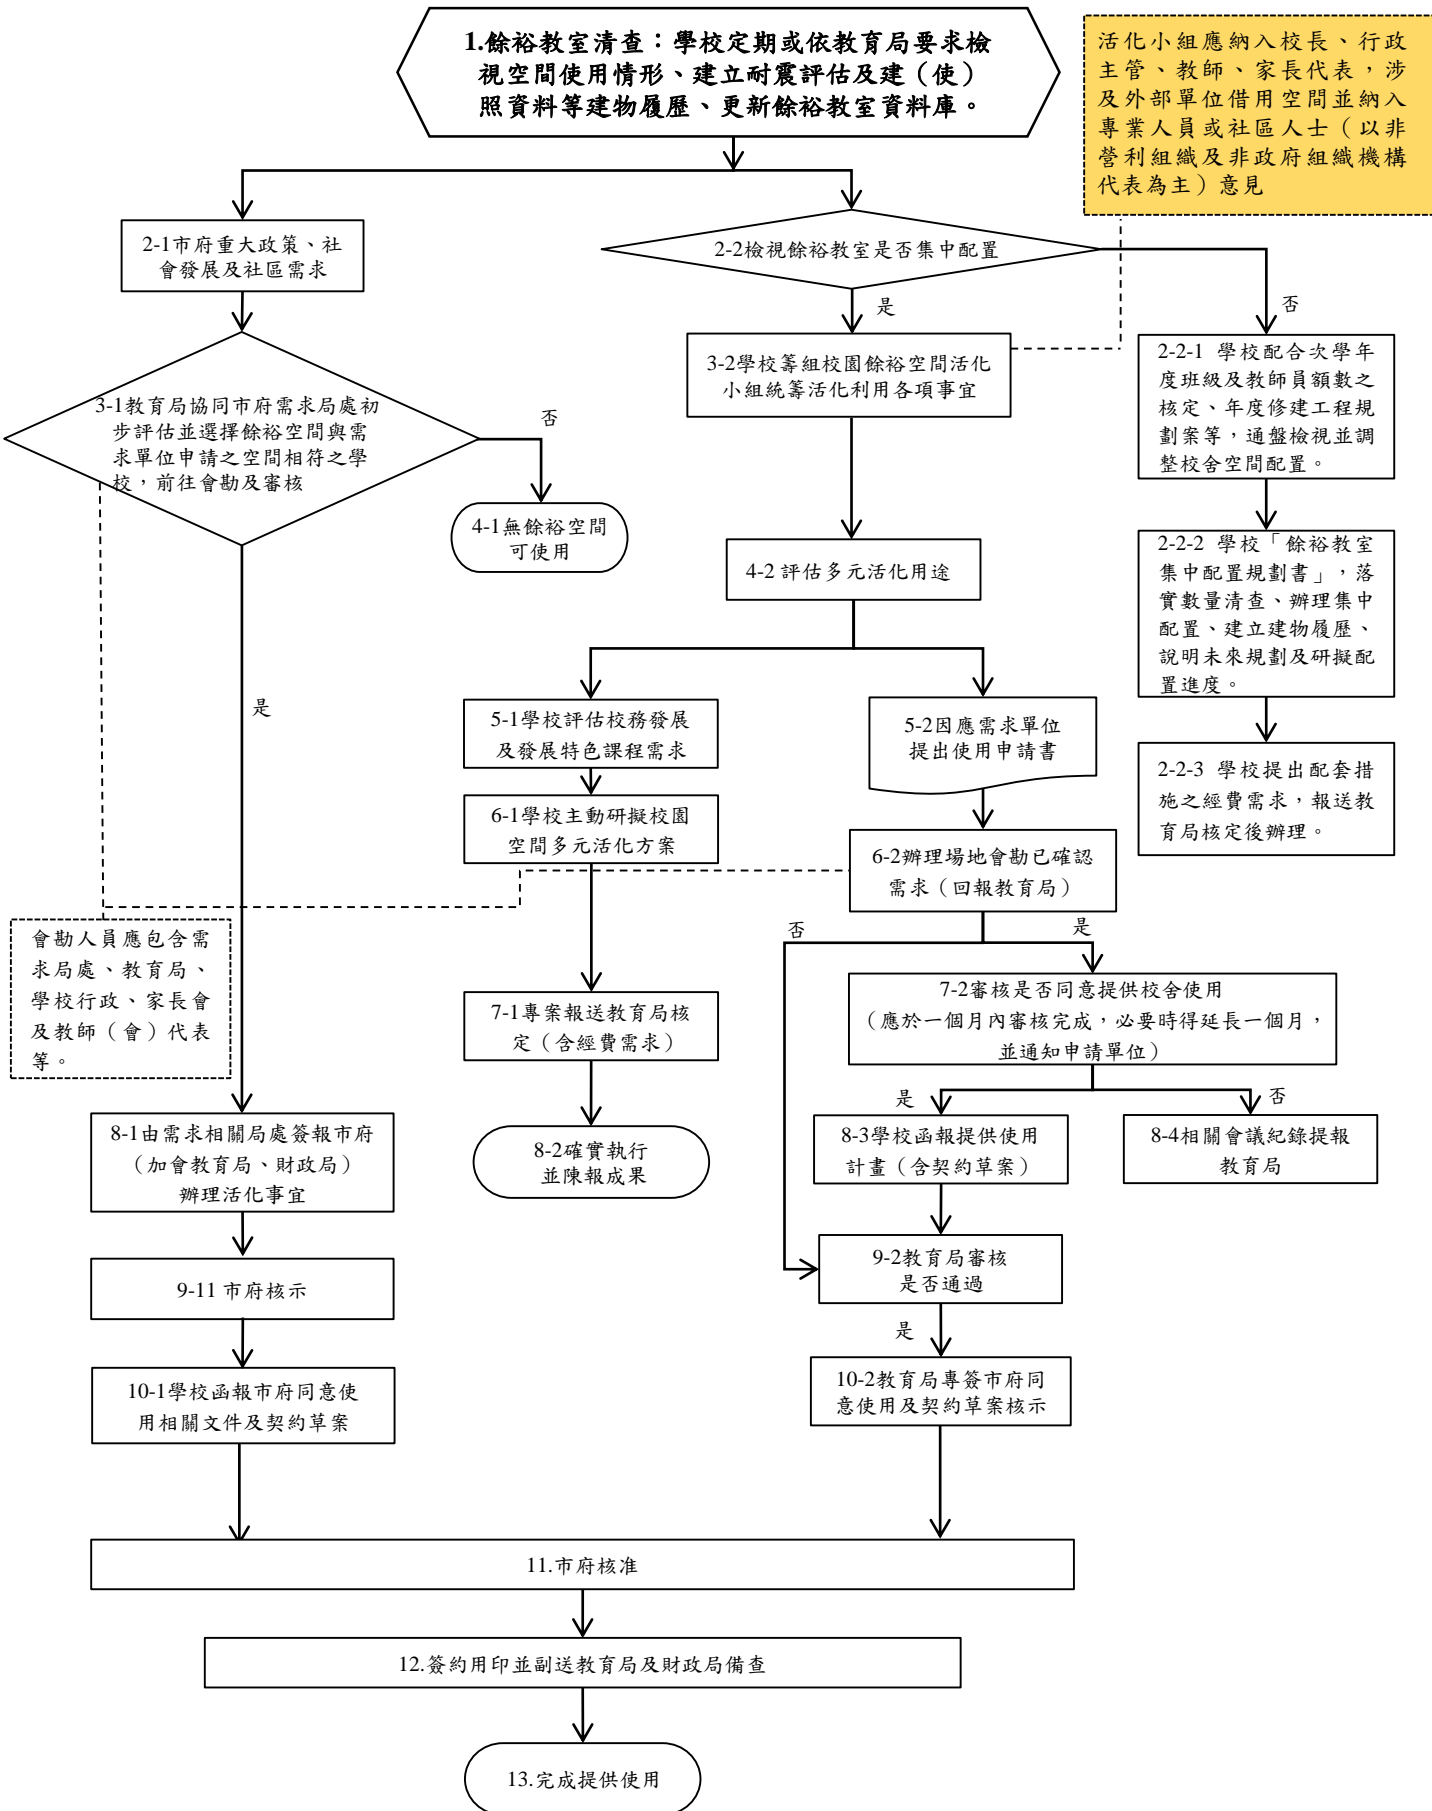 1.餘裕教室清查：學校定期或依教育局要求檢
視空間使用情形、建立耐震評估及建（使）
照資料等建物履歷、更新餘裕教室資料庫。
活化小組應納入校長、行政
主管、教師、家長代表，涉
及外部單位借用空間並納入
專業人員或社區人士（以非
營利組織及非政府組織機構
代表為主）意見
2-1市府重大政策、社
會發展及社區需求
2-2檢視餘裕教室是否集中配置
是
否
3-1教育局協同市府需求局處初
步評估並選擇餘裕空間與需
求單位申請之空間相符之學
校，前往會勘及審核
否
是
4-1無餘裕空間
可使用
3-2學校籌組校園餘裕空間活化
小組統籌活化利用各項事宜
2-2-1 學校配合次學年
度班級及教師員額數之
核定、年度修建工程規
劃案等，通盤檢視並調
整校舍空間配置。
4-2 評估多元活化用途
2-2-2 學校「餘裕教室
集中配置規劃書」，落
實數量清查、辦理集中
配置、建立建物履歷、
說明未來規劃及研擬配
置進度。
5-1學校評估校務發展
及發展特色課程需求
5-2因應需求單位
提出使用申請書
2-2-3 學校提出配套措
施之經費需求，報送教
育局核定後辦理。
6-1學校主動研擬校園
空間多元活化方案
6-2辦理場地會勘已確認
需求（回報教育局）
否
是
會勘人員應包含需
求局處、教育局、
學校行政、家長會
及教師（會）代表
等。
7-1專案報送教育局核
定（含經費需求）
7-2審核是否同意提供校舍使用
（應於一個月內審核完成，必要時得延長一個月，
並通知申請單位）
是
否
8-1由需求相關局處簽報市府
（加會教育局、財政局）
辦理活化事宜
8-2確實執行
並陳報成果
8-3學校函報提供使用
計畫（含契約草案）
8-4相關會議紀錄提報
教育局
9-11 市府核示
9-2教育局審核
是否通過
是
10-1學校函報市府同意使
用相關文件及契約草案
10-2教育局專簽市府同
意使用及契約草案核示
11.市府核准
12.簽約用印並副送教育局及財政局備查
13.完成提供使用